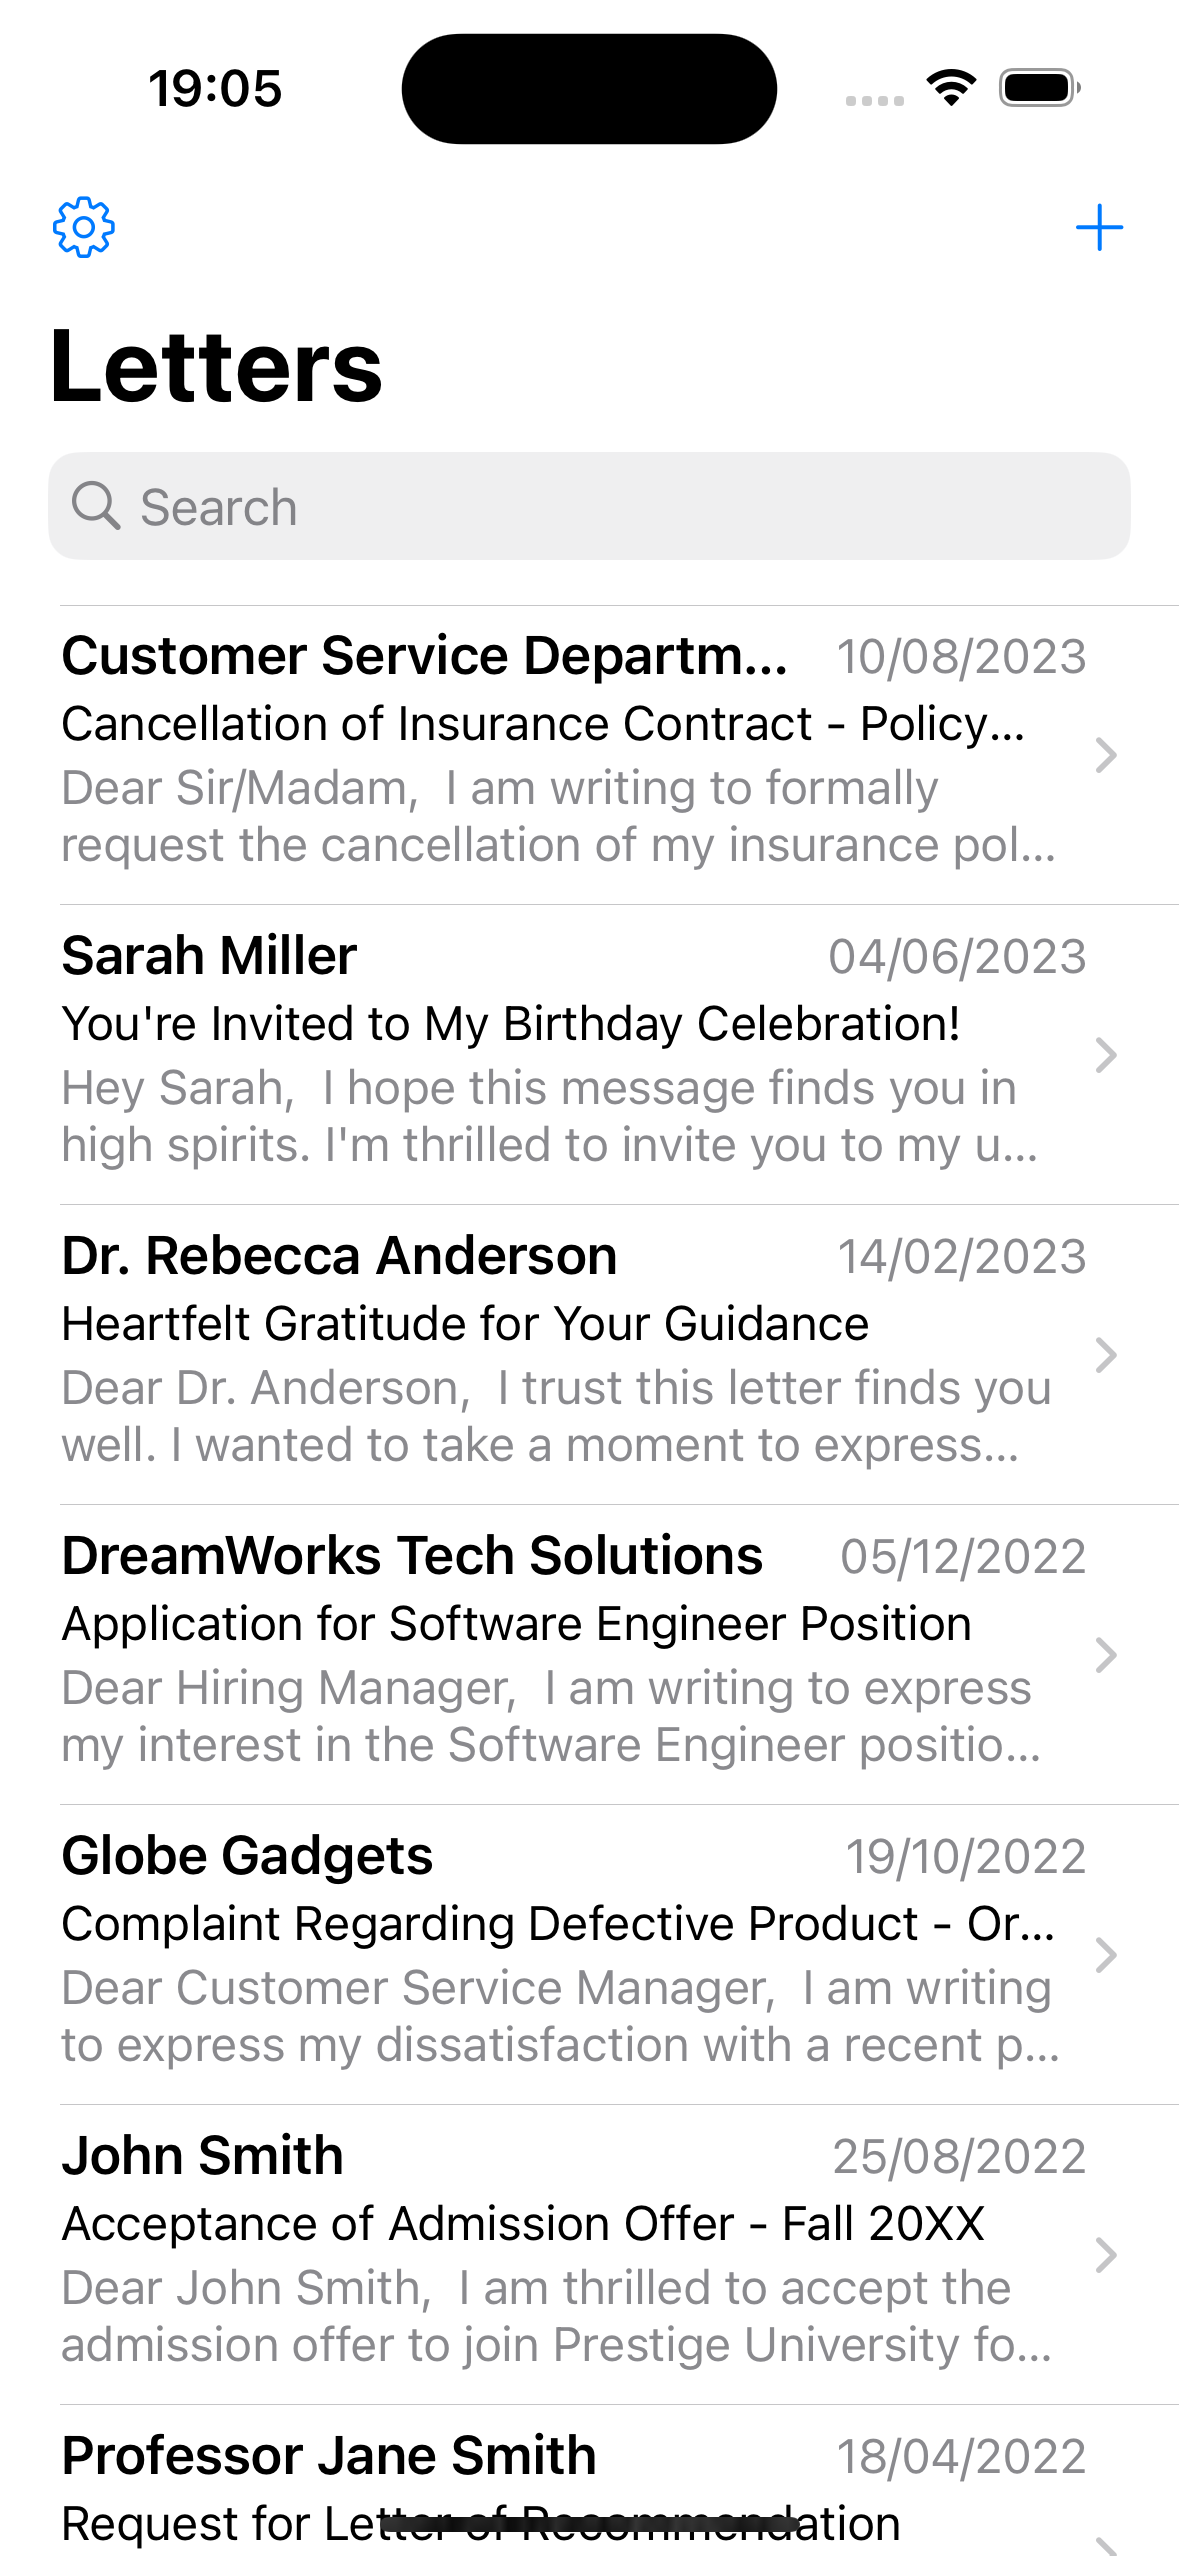 19:05
Letters
Search
Customer Service Departm... 10/08/2023
Cancellation of Insurance Contract - Policy...
Dear Sir/Madam,  I am writing to formally
request the cancellation of my insurance pol...
Sarah Miller 04/06/2023
You're Invited to My Birthday Celebration!
Hey Sarah,  I hope this message finds you in
high spirits. I'm thrilled to invite you to my u...
Dr. Rebecca Anderson 14/02/2023
Heartfelt Gratitude for Your Guidance
Dear Dr. Anderson,  I trust this letter finds you
well. I wanted to take a moment to express...
DreamWorks Tech Solutions 05/12/2022
Application for Software Engineer Position
Dear Hiring Manager,  I am writing to express
my interest in the Software Engineer positio...
Globe Gadgets 19/10/2022
Complaint Regarding Defective Product - Or...
Dear Customer Service Manager,  I am writing
to express my dissatisfaction with a recent p...
John Smith 25/08/2022
Acceptance of Admission Offer - Fall 20XX
Dear John Smith,  I am thrilled to accept the
admission offer to join Prestige University fo...
Professor Jane Smith 18/04/2022
Request for Letter of Recommendation